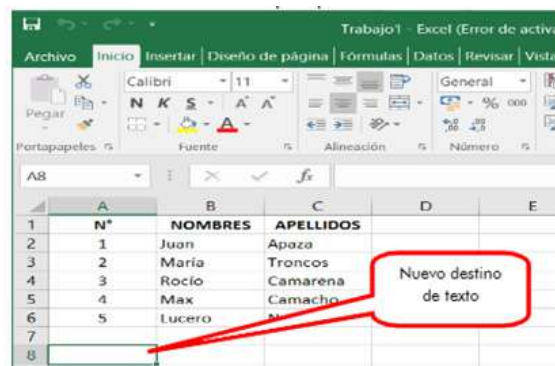 Trabajo1 - Excel (Error de activa
Archivo Inicio Insertar Diseño de página Fórmulas Datos Revisar Vista
Calibri 11 General
Pegar N K S A A % 000
Portapapeles Fuente Alineación Número
A8 fx
A B C D E
1 N° NOMBRES APELLIDOS
2 1 Juan Apaza
3 2 María Troncos
4 3 Rocío Camarena
5 4 Max Camacho
6 5 Lucero
7
8
Nuevo destino
de texto